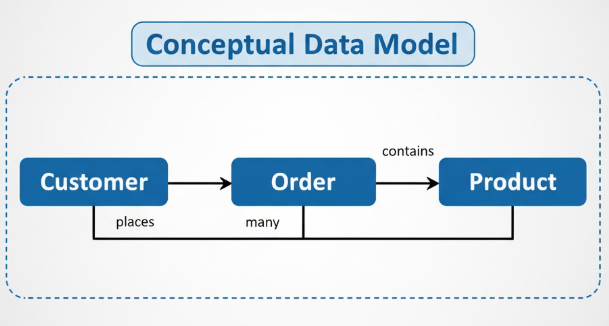 Conceptual Data Model
contains
Customer
Order
Product
places
many